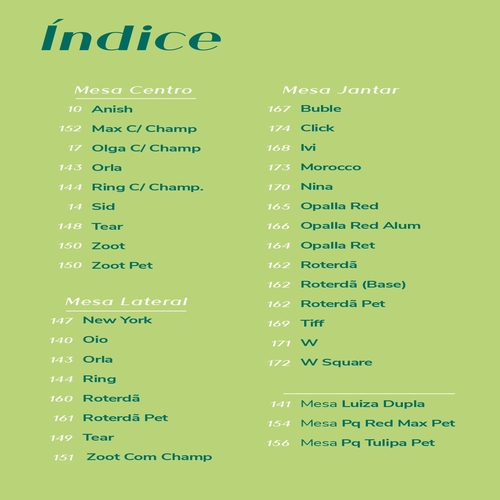 Índice
Mesa Centro
10 Anish
152 Max C/ Champ
17 Olga C/ Champ
143 Orla
144 Ring C/ Champ.
14 Sid
148 Tear
150 Zoot
150 Zoot Pet
Mesa Lateral
147 New York
140 Oio
143 Orla
144 Ring
160 Roterdã
161 Roterdã Pet
149 Tear
151 Zoot Com Champ
Mesa Jantar
167 Buble
174 Click
168 Ivi
173 Morocco
170 Nina
165 Opalla Red
166 Opalla Red Alum
164 Opalla Ret
162 Roterdã
162 Roterdã (Base)
162 Roterdã Pet
169 Tiff
171 W
172 W Square
141 Mesa Luiza Dupla
154 Mesa Pq Red Max Pet
156 Mesa Pq Tulipa Pet